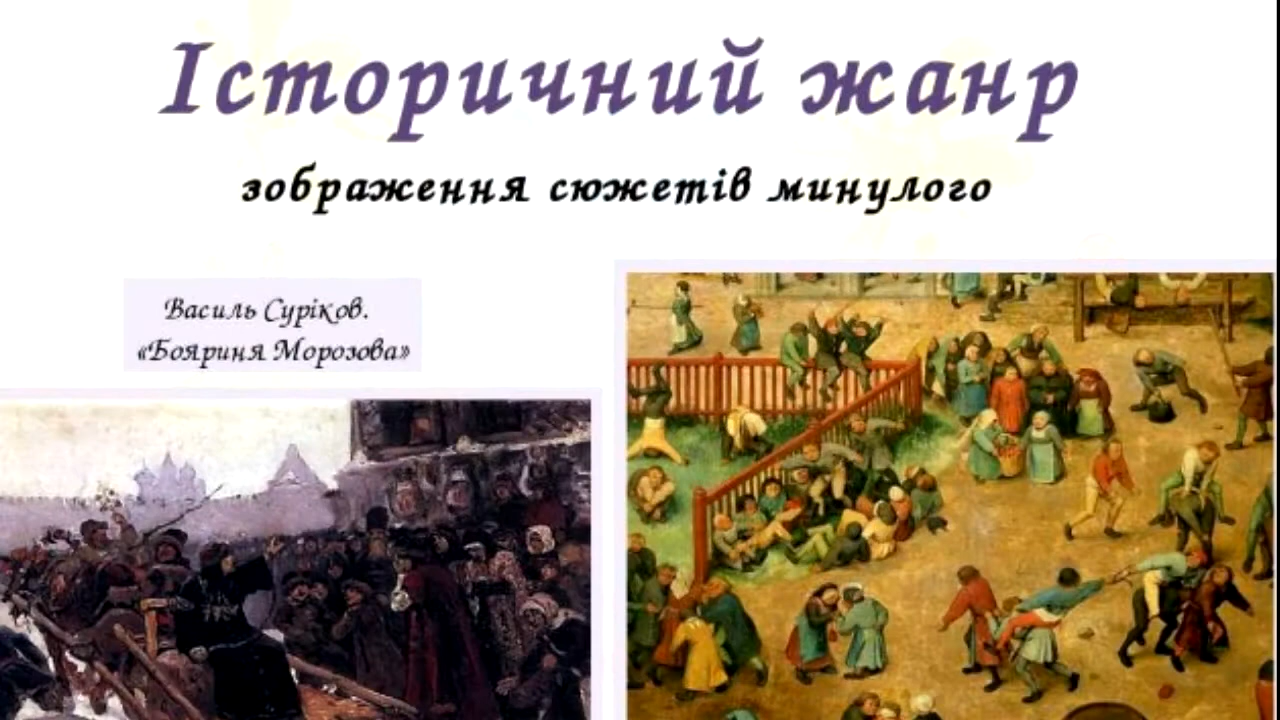 Історичний жанр
зображення сюжетів минулого
Василь Суріков.
«Бояриня Морозова»